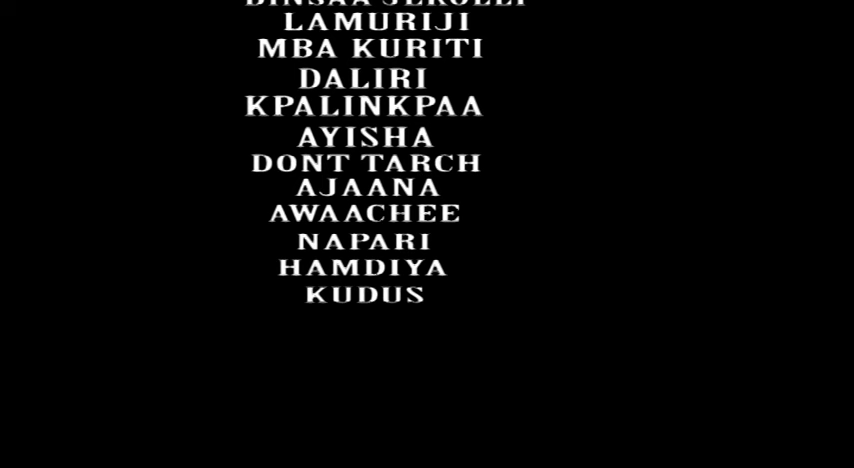 LAMURIJI
MBA KURITI
DALIRI
KPALINKPAA
AYISHA
DONT TARCH
AJAANA
AWAACHEE
NAPARI
HAMDIYA
KUDUS